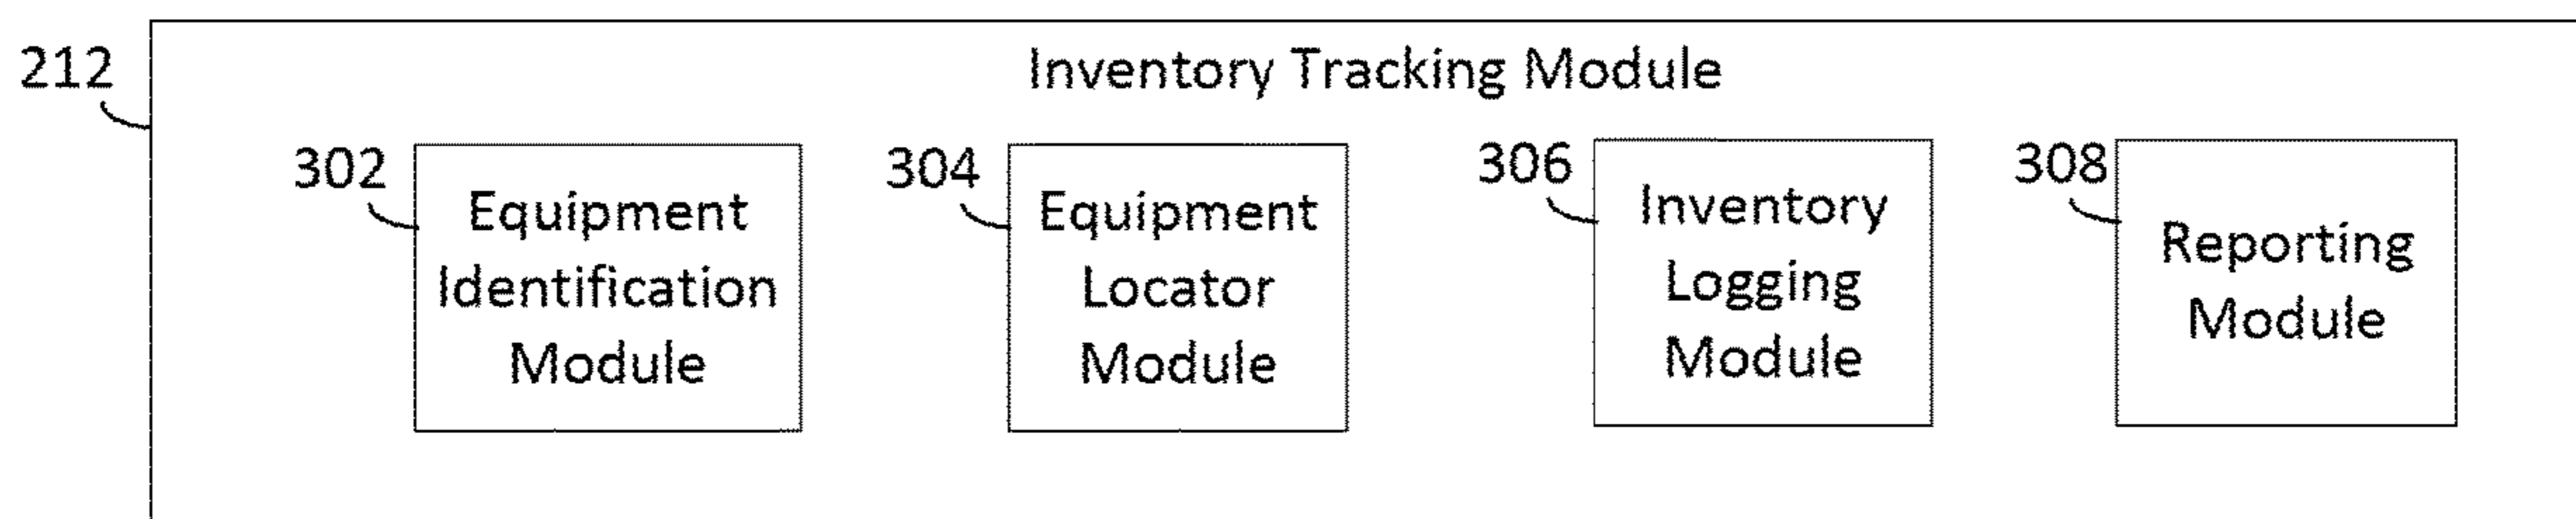 212
Inventory Tracking Module
302
Equipment
Identification
Module
304
Equipment
Locator
Module
306
Inventory
Logging
Module
308
Reporting
Module